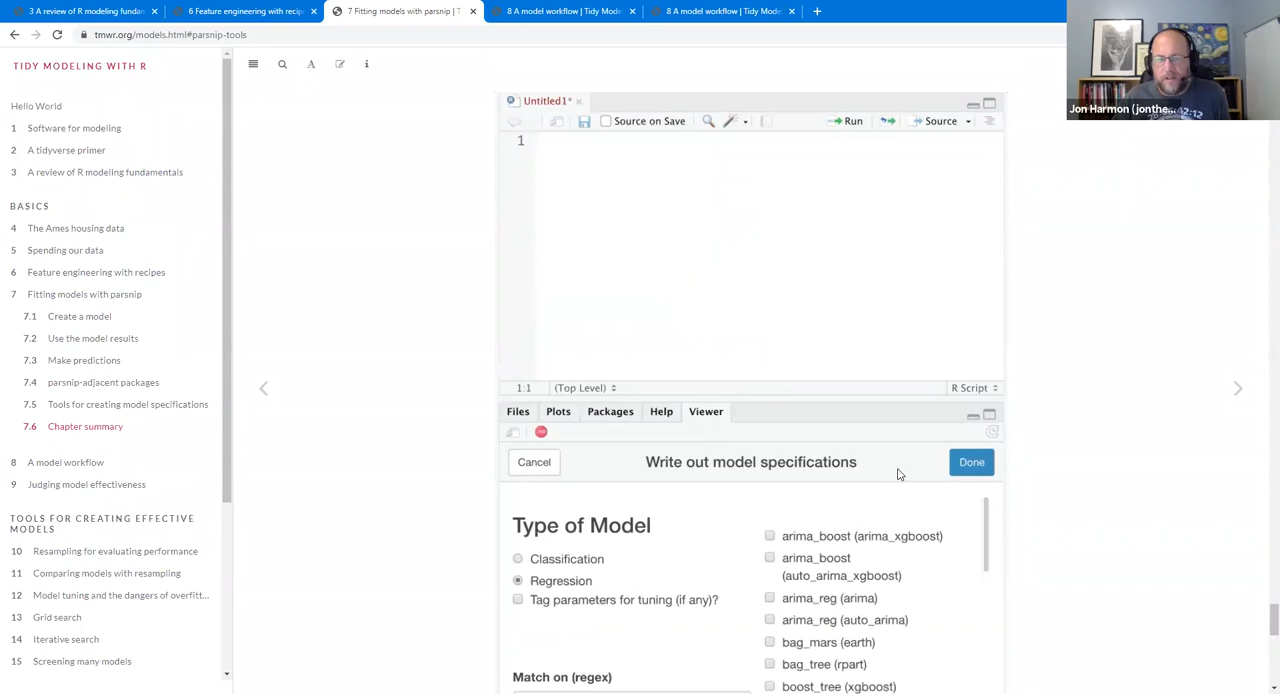 3 A review of R modeling fundam
6 Feature engineering with recip
7 Fitting models with parsnip | T
8 A model workflow | Tidy Mode
8 A model workflow | Tidy Mode
tmwr.org/models.html#parsnip-tools
Jon Harmon (jonthe...
TIDY MODELING WITH R
Hello World
1 Software for modeling
2 A tidyverse primer
3 A review of R modeling fundamentals
BASICS
4 The Ames housing data
5 Spending our data
6 Feature engineering with recipes
7 Fitting models with parsnip
7.1 Create a model
7.2 Use the model results
7.3 Make predictions
7.4 parsnip-adjacent packages
7.5 Tools for creating model specifications
7.6 Chapter summary
8 A model workflow
9 Judging model effectiveness
TOOLS FOR CREATING EFFECTIVE
MODELS
10 Resampling for evaluating performance
11 Comparing models with resampling
12 Model tuning and the dangers of overfitt...
13 Grid search
14 Iterative search
15 Screening many models
Untitled1*
Source on Save
Run
Source
1
1:1 (Top Level) R Script
Files Plots Packages Help Viewer
Cancel
Write out model specifications
Done
Type of Model
Classification
Regression
Tag parameters for tuning (if any)?
Match on (regex)
arima_boost (arima_xgboost)
arima_boost
(auto_arima_xgboost)
arima_reg (arima)
arima_reg (auto_arima)
bag_mars (earth)
bag_tree (rpart)
boost_tree (xgboost)